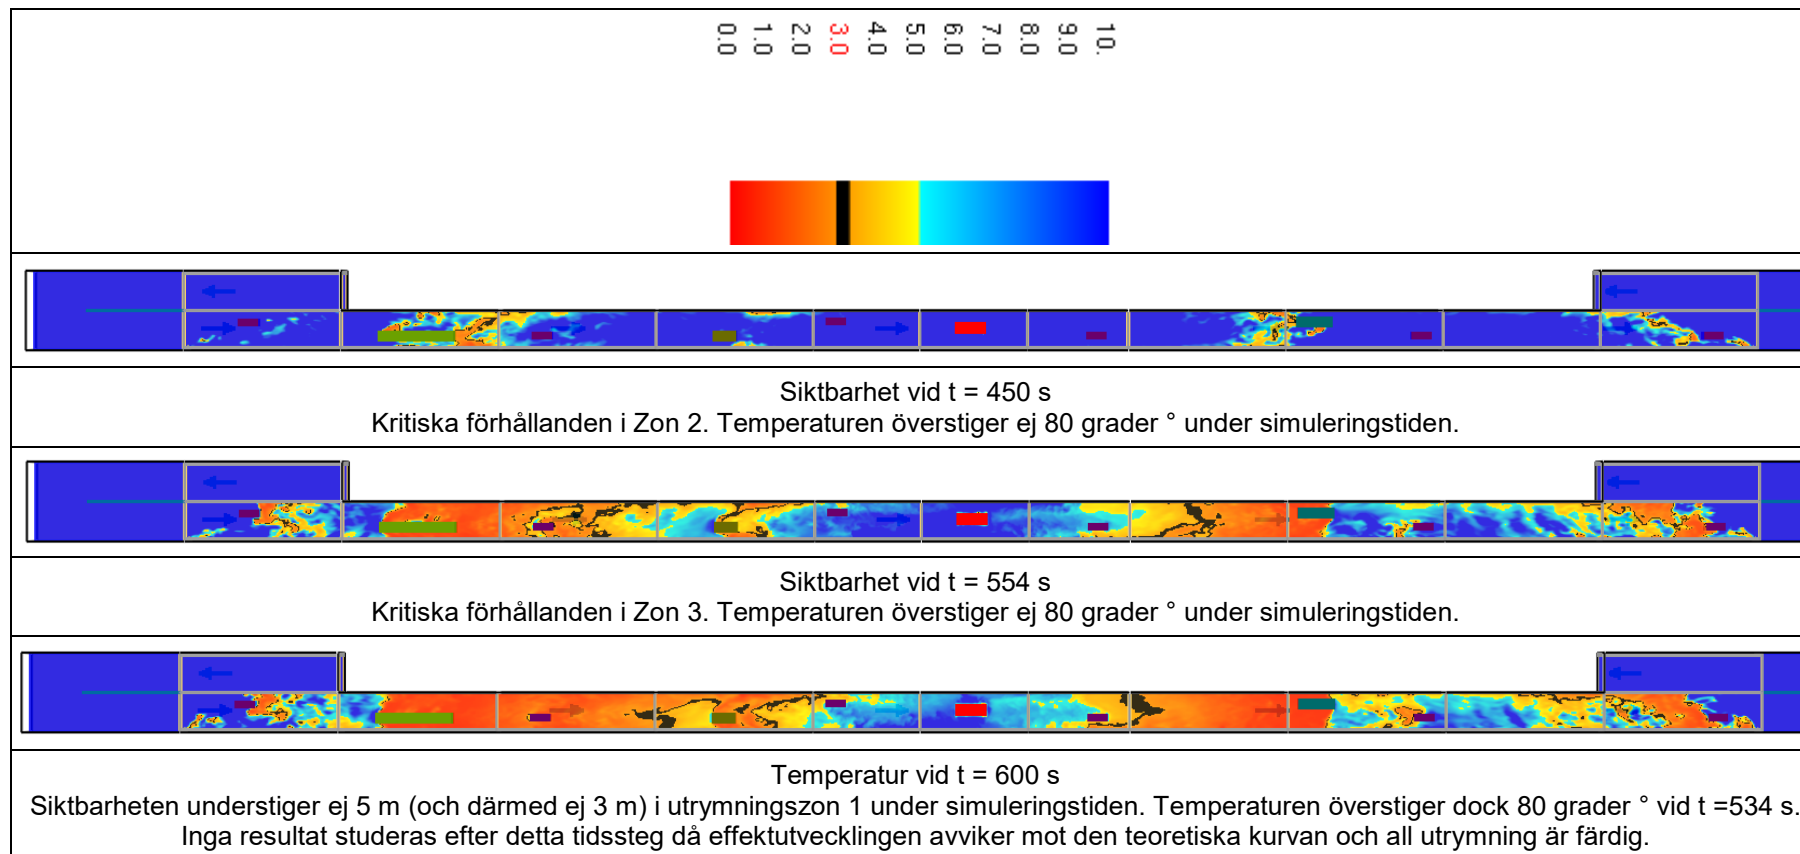 0.0
1.0
2.0
3.0
4.0
5.0
6.0
7.0
8.0
9.0
10.
Siktbarhet vid t = 450 s
Kritiska förhållanden i Zon 2. Temperaturen överstiger ej 80 grader ° under simuleringstiden.
Siktbarhet vid t = 554 s
Kritiska förhållanden i Zon 3. Temperaturen överstiger ej 80 grader ° under simuleringstiden.
Temperatur vid t = 600 s
Siktbarheten understiger ej 5 m (och därmed ej 3 m) i utrymningszon 1 under simuleringstiden. Temperaturen överstiger dock 80 grader ° vid t =534 s.
Inga resultat studeras efter detta tidssteg då effektutvecklingen avviker mot den teoretiska kurvan och all utrymning är färdig.